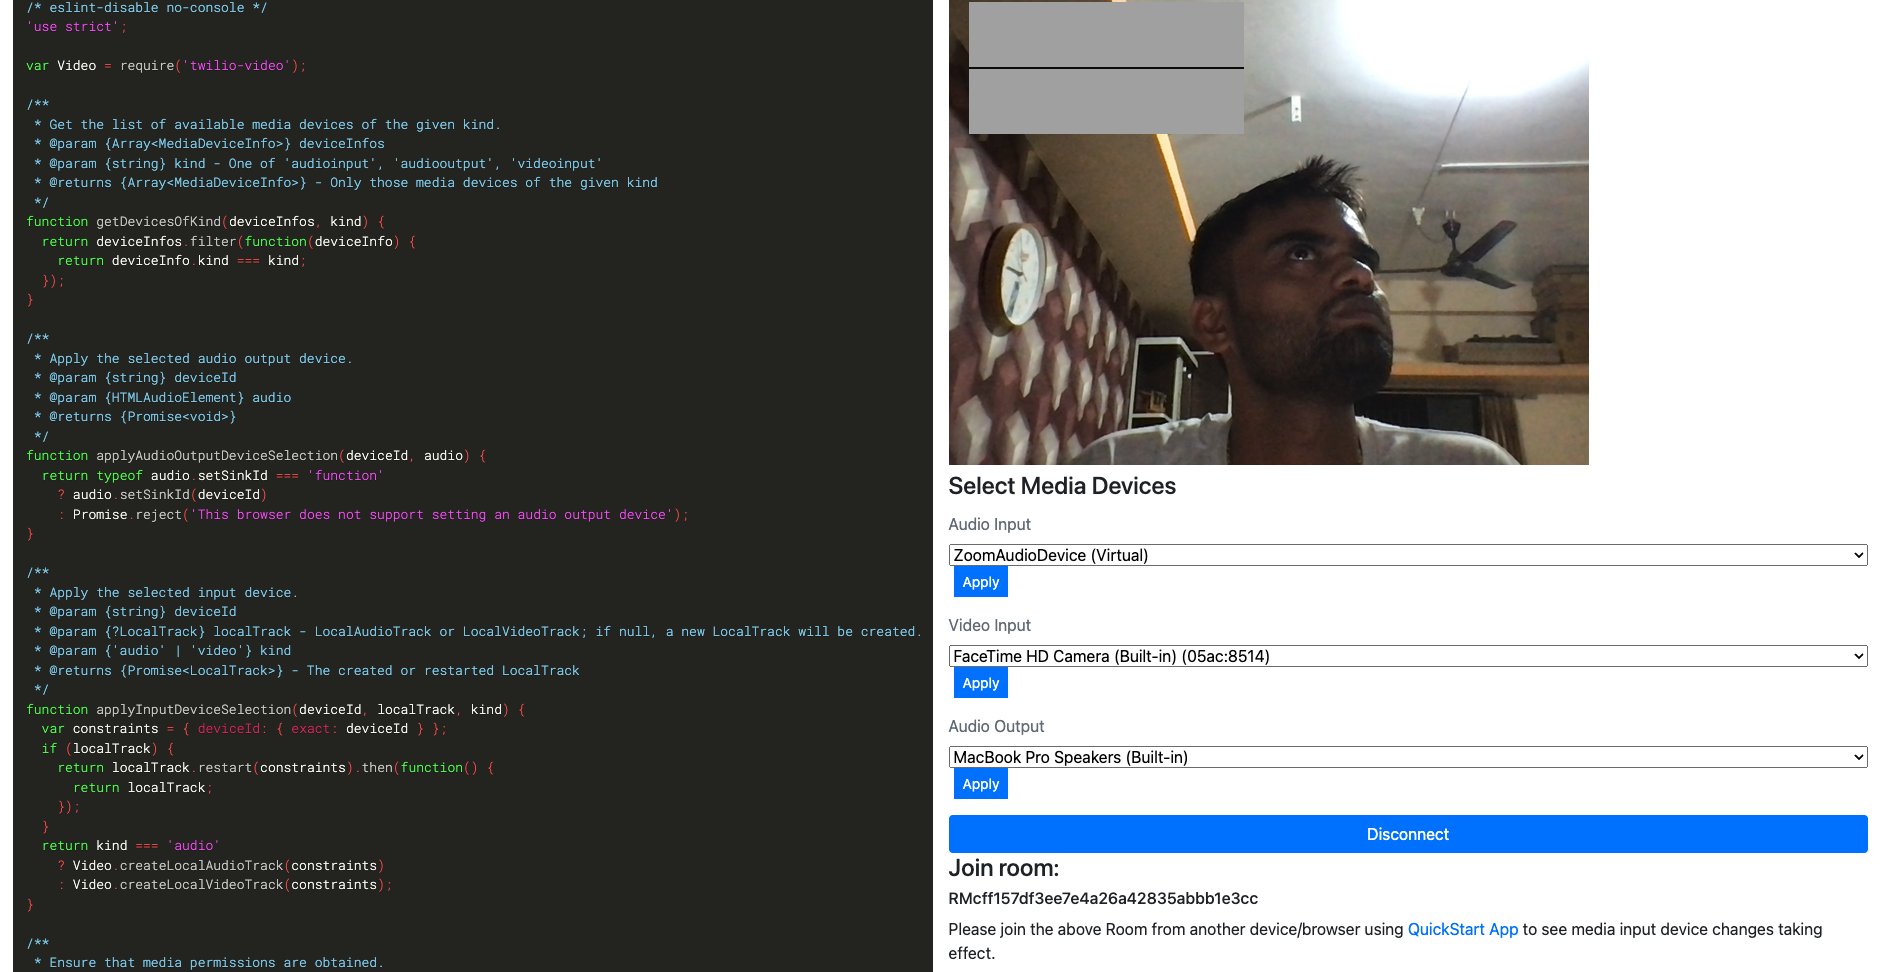 /* eslint-disable no-console */
'use strict';
var Video = require('twilio-video');
/**
* Get the list of available media devices of the given kind.
* @param {Array<MediaDeviceInfo>} deviceInfos
* @param {string} kind - One of 'audioinput', 'audiooutput', 'videoinput'
* @returns {Array<MediaDeviceInfo>} - Only those media devices of the given kind
*/
function getDevicesOfKind(deviceInfos, kind) {
return deviceInfos.filter(function(deviceInfo) {
return deviceInfo.kind === kind;
});
}
/**
* Apply the selected audio output device.
* @param {string} deviceId
* @param {HTMLAudioElement} audio
* @returns {Promise<void>}
*/
function applyAudioOutputDeviceSelection(deviceId, audio) {
return typeof audio.setSinkId === 'function'
? audio.setSinkId(deviceId)
: Promise.reject('This browser does not support setting an audio output device');
}
/**
* Apply the selected input device.
* @param {string} deviceId
* @param {?LocalTrack} localTrack - LocalAudioTrack or LocalVideoTrack; if null, a new LocalTrack will be created.
* @param {'audio' | 'video'} kind
* @returns {Promise<LocalTrack>} - The created or restarted LocalTrack
*/
function applyInputDeviceSelection(deviceId, localTrack, kind) {
var constraints = { deviceId: { exact: deviceId } };
if (localTrack) {
return localTrack.restart(constraints).then(function() {
return localTrack;
});
}
return kind === 'audio'
? Video.createLocalAudioTrack(constraints)
: Video.createLocalVideoTrack(constraints);
}
/**
* Ensure that media permissions are obtained.
Select Media Devices
Audio Input
ZoomAudioDevice (Virtual)
Apply
Video Input
FaceTime HD Camera (Built-in) (05ac:8514)
Apply
Audio Output
MacBook Pro Speakers (Built-in)
Apply
Disconnect
Join room:
RMcff157df3ee7e4a26a42835abbb1e3cc
Please join the above Room from another device/browser using QuickStart App to see media input device changes taking
effect.